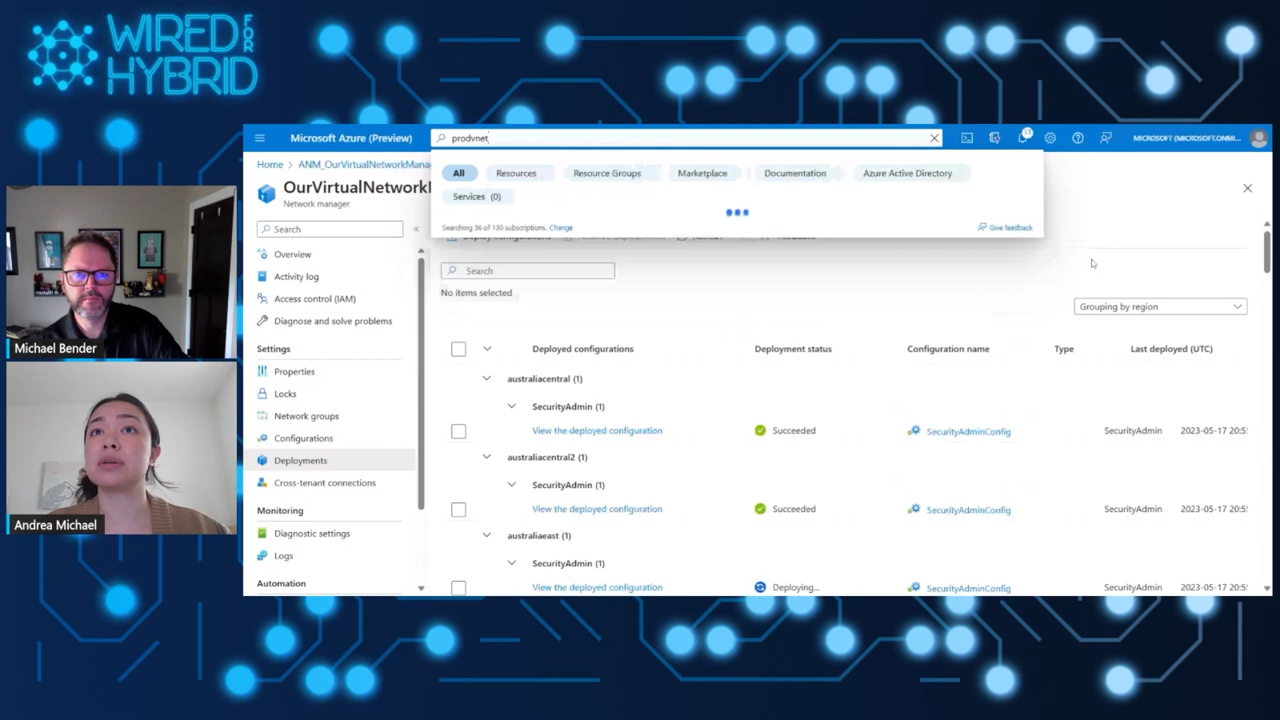 WIRED FOR
HYBRID
Microsoft Azure (Preview)
prodvnet
MICROSOFT (MICROSOFT.ONMI...
Home > ANM_OurVirtualNetworkMana
OurVirtualNetwork
Network manager
All
Resources
Resource Groups
Marketplace
Documentation
Azure Active Directory
Services (0)
Searching 36 of 130 subscriptions. Change
Give feedback
Search
«
Overview
Activity log
Access control (IAM)
Diagnose and solve problems
Settings
Properties
Locks
Network groups
Configurations
Deployments
Cross-tenant connections
Monitoring
Diagnostic settings
Logs
Automation
Search
No items selected
Grouping by region
Deployed configurations Deployment status Configuration name Type Last deployed (UTC)
australiacentral (1)
SecurityAdmin (1)
View the deployed configuration Succeeded SecurityAdminConfig SecurityAdmin 2023-05-17 20:5
australiacentral2 (1)
SecurityAdmin (1)
View the deployed configuration Succeeded SecurityAdminConfig SecurityAdmin 2023-05-17 20:5
australiaeast (1)
SecurityAdmin (1)
View the deployed configuration Deploying... SecurityAdminConfig SecurityAdmin 2023-05-17 20:5
Michael Bender
Andrea Michael